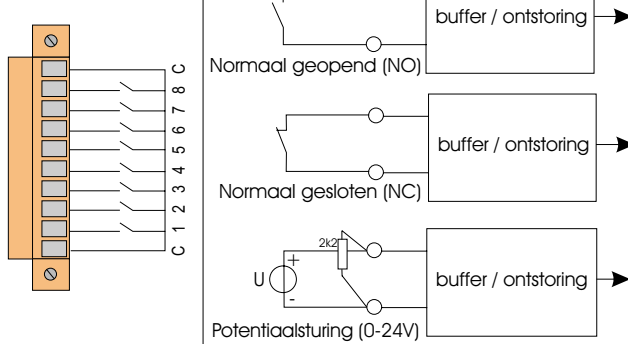 C
8
7
6
5
4
3
2
1
C
buffer / ontstoring
Normaal geopend (NO)
buffer / ontstoring
Normaal gesloten (NC)
2k2
+
U
-
buffer / ontstoring
Potentiaalsturing (0-24V)